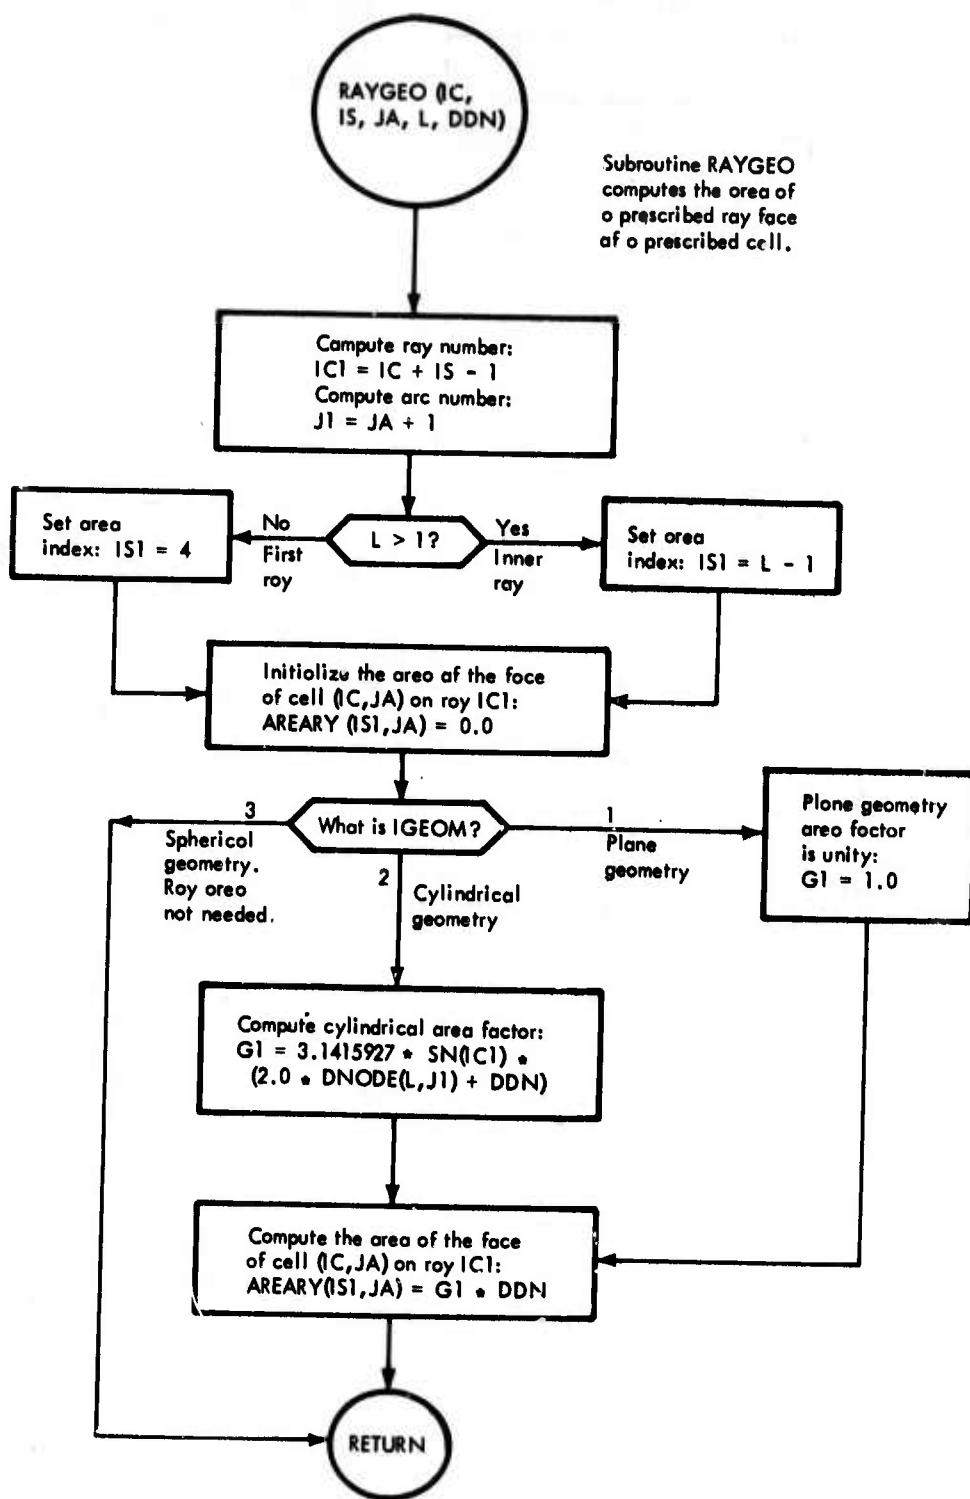 RAYGEO (IC,
IS, JA, L, DDN)
Subroutine RAYGEO
computes the orea of
o prescribed ray face
af o prescribed cell.
Campute ray number:
IC1 = IC + IS - 1
Compute arc number:
J1 = JA + 1
Set area
index: IS1 = 4
No
First
roy
L > 1?
Yes
Inner
ray
Set orea
index: IS1 = L - 1
Initiolize the oreo af the foce
of cell (IC,JA) on roy IC1:
AREARY (IS1,JA) = 0.0
3
Sphericol
geometry.
Roy oreo
not needed.
What is IGEOM?
2
Cylindrical
geometry
1
Plane
geometry
Plone geometry
oreo foctor
is unity:
G1 = 1.0
Compute cylindrical area factor:
G1 = 3.1415927 * SN(IC1) *
(2.0 * DNODE(L,J1) + DDN)
Compute the area of the face
of cell (IC,JA) on roy IC1:
AREARY(IS1,JA) = G1 * DDN
RETURN